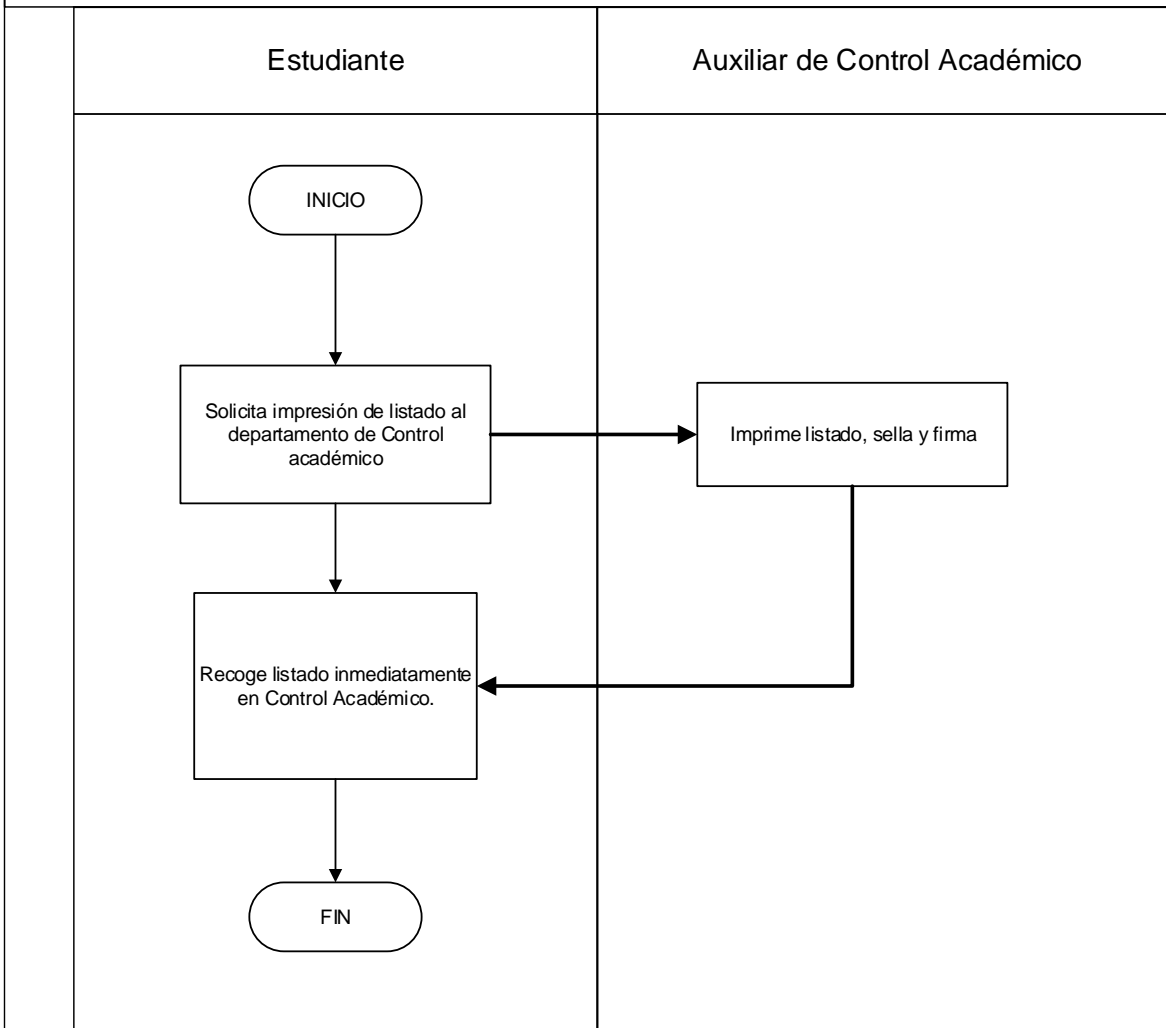 Estudiante
Auxiliar de Control Académico
INICIO
Solicita impresión de listado al
departamento de Control
académico
Imprime listado, sella y firma
Recoge listado inmediatamente
en Control Académico.
FIN